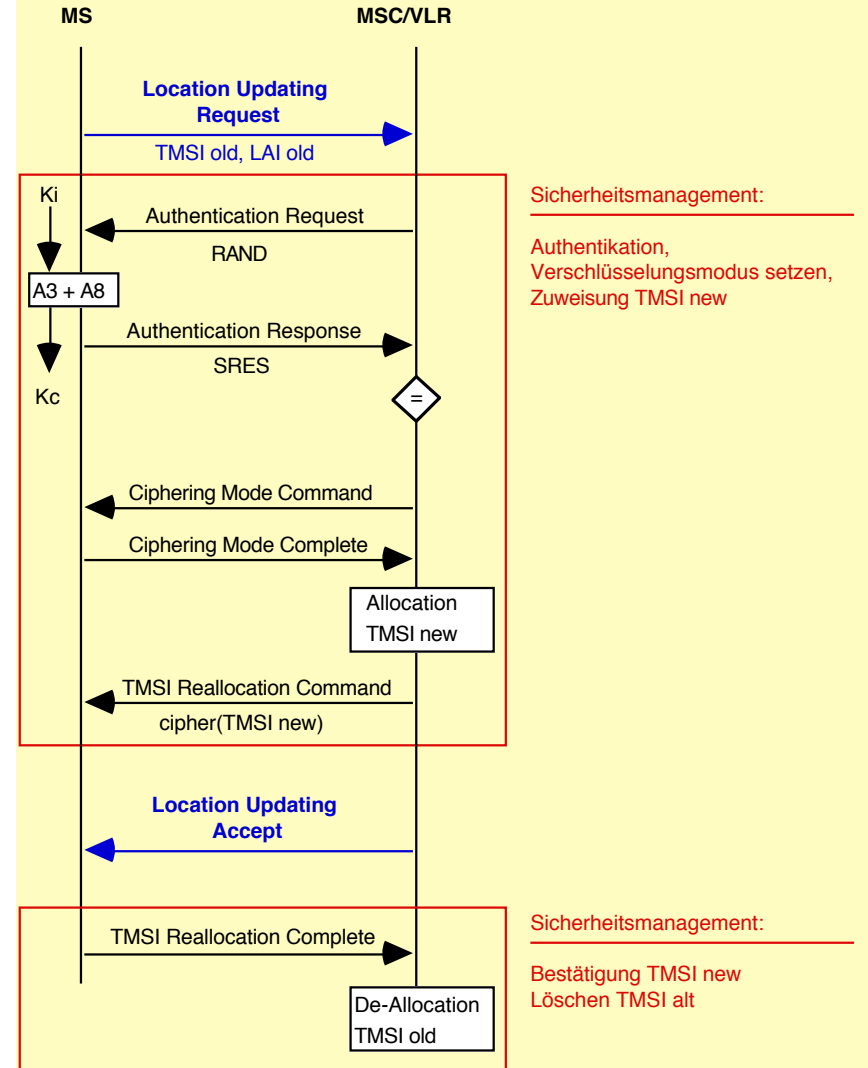 MS
MSC/VLR
Location Updating
Request
TMSI old, LAI old
Ki
Authentication Request
RAND
A3 + A8
Authentication Response
SRES
Kc
=
Sicherheitsmanagement:
Authentikation,
Verschlüsselungsmodus setzen,
Zuweisung TMSI new
Ciphering Mode Command
Ciphering Mode Complete
Allocation
TMSI new
TMSI Reallocation Command
cipher(TMSI new)
Location Updating
Accept
TMSI Reallocation Complete
De-Allocation
TMSI old
Sicherheitsmanagement:
Bestätigung TMSI new
Löschen TMSI alt